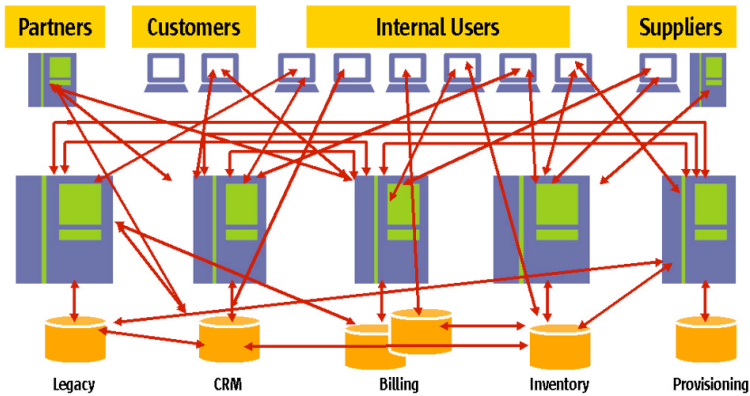 Partners
Customers
Internal Users
Suppliers
Legacy
CRM
Billing
Inventory
Provisioning